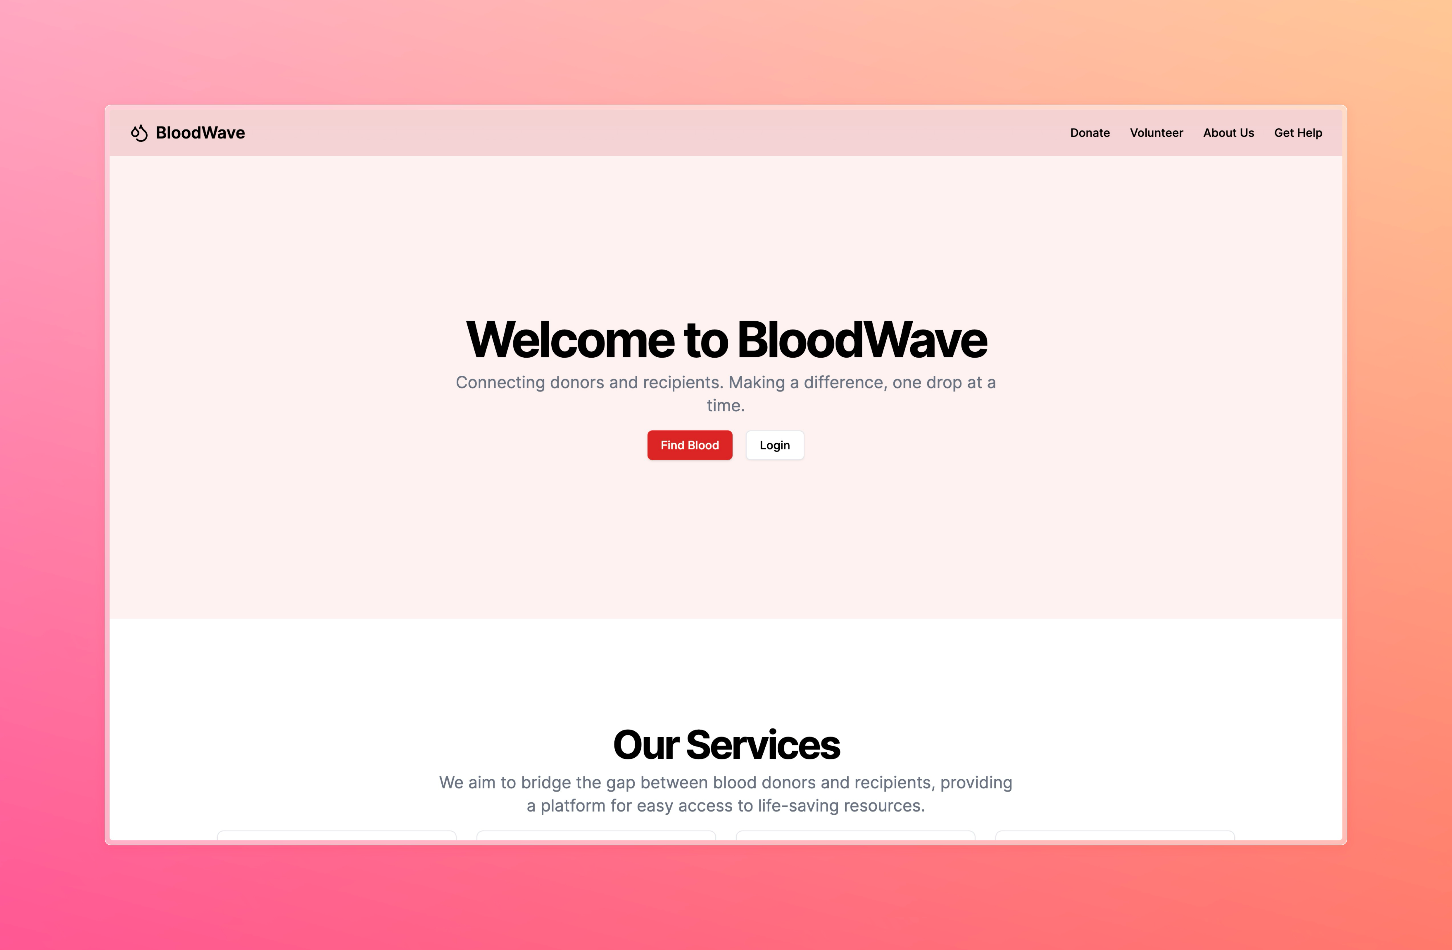 BloodWave
Donate
Volunteer
About Us
Get Help
Welcome to BloodWave
Connecting donors and recipients. Making a difference, one drop at a
time.
Find Blood
Login
Our Services
We aim to bridge the gap between blood donors and recipients, providing
a platform for easy access to life-saving resources.